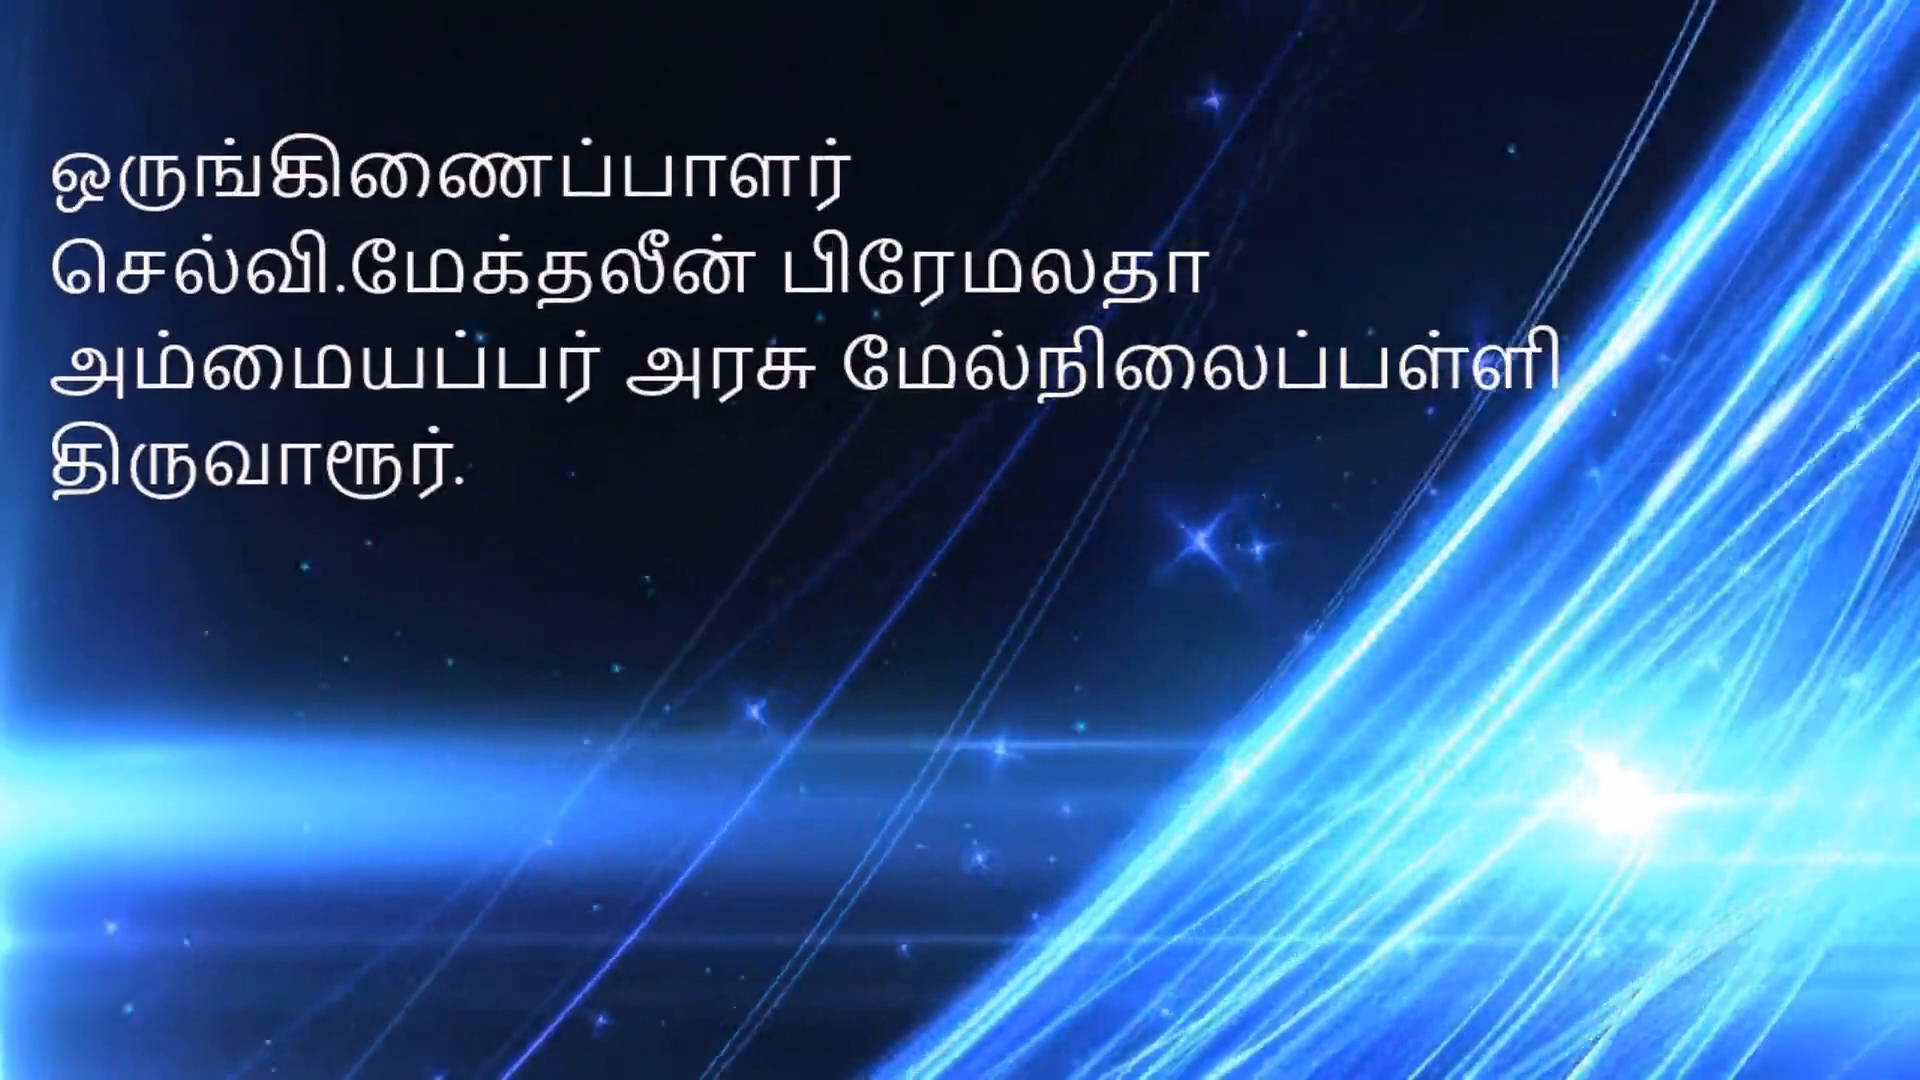 ஒருங்கிணைப்பாளர்
செல்வி.மேக்தலீன் பிரேமலதா
அம்மையப்பர் அரசு மேல்நிலைப்பள்ளி
திருவாரூர்.